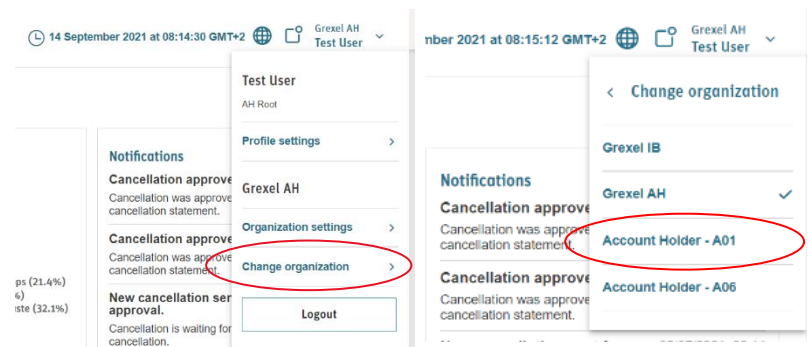 14 September 2021 at 08:14:30 GMT+2
Grexel AH
Test User
Test User
AH Root
Profile settings
Grexel AH
Organization settings
Change organization
Logout
Notifications
Cancellation approve
Cancellation was approve
cancellation statement.
Cancellation approve
Cancellation was approve
cancellation statement.
New cancellation ser
approval.
Cancellation is waiting for
cancellation.
ps (21.4%)
%)
iste (32.1%)
mber 2021 at 08:15:12 GMT+2
Grexel AH
Test User
Change organization
Grexel IB
Grexel AH
Account Holder - A01
Account Holder - A06
Notifications
Cancellation approve
Cancellation was approve
cancellation statement.
Cancellation approve
Cancellation was approve
cancellation statement.